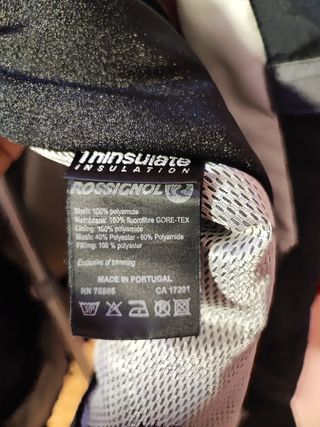 Thinsulate
INSULATION
ROSSIGNOL
Shell: 100% polyamide
Membrane: 100% fluorofibre GORE-TEX
Lining: 100% polyamide
Mesh: 40% Polyester - 60% Polyamide
Filling: 100 % polyester
Exclusive of trimming
MADE IN PORTUGAL
RN 78886 CA 17201
30°